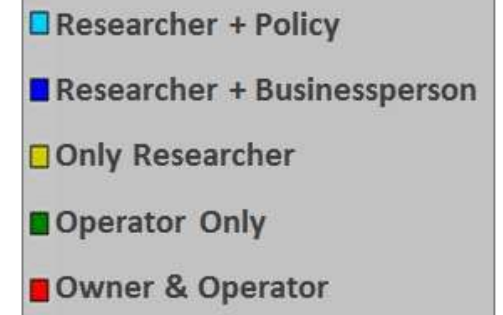 Researcher + Policy
Researcher + Businessperson
Only Researcher
Operator Only
Owner & Operator